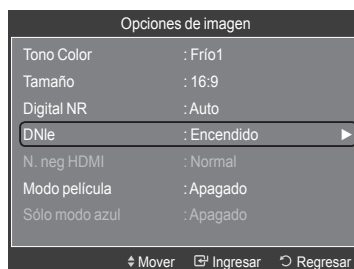 Opciones de imagen
Tono Color : Frío1
Tamaño : 16:9
Digital NR : Auto
DNIe : Encendido
N. neg HDMI : Normal
Modo película : Apagado
Sólo modo azul : Apagado
Mover Ingresar Regresar